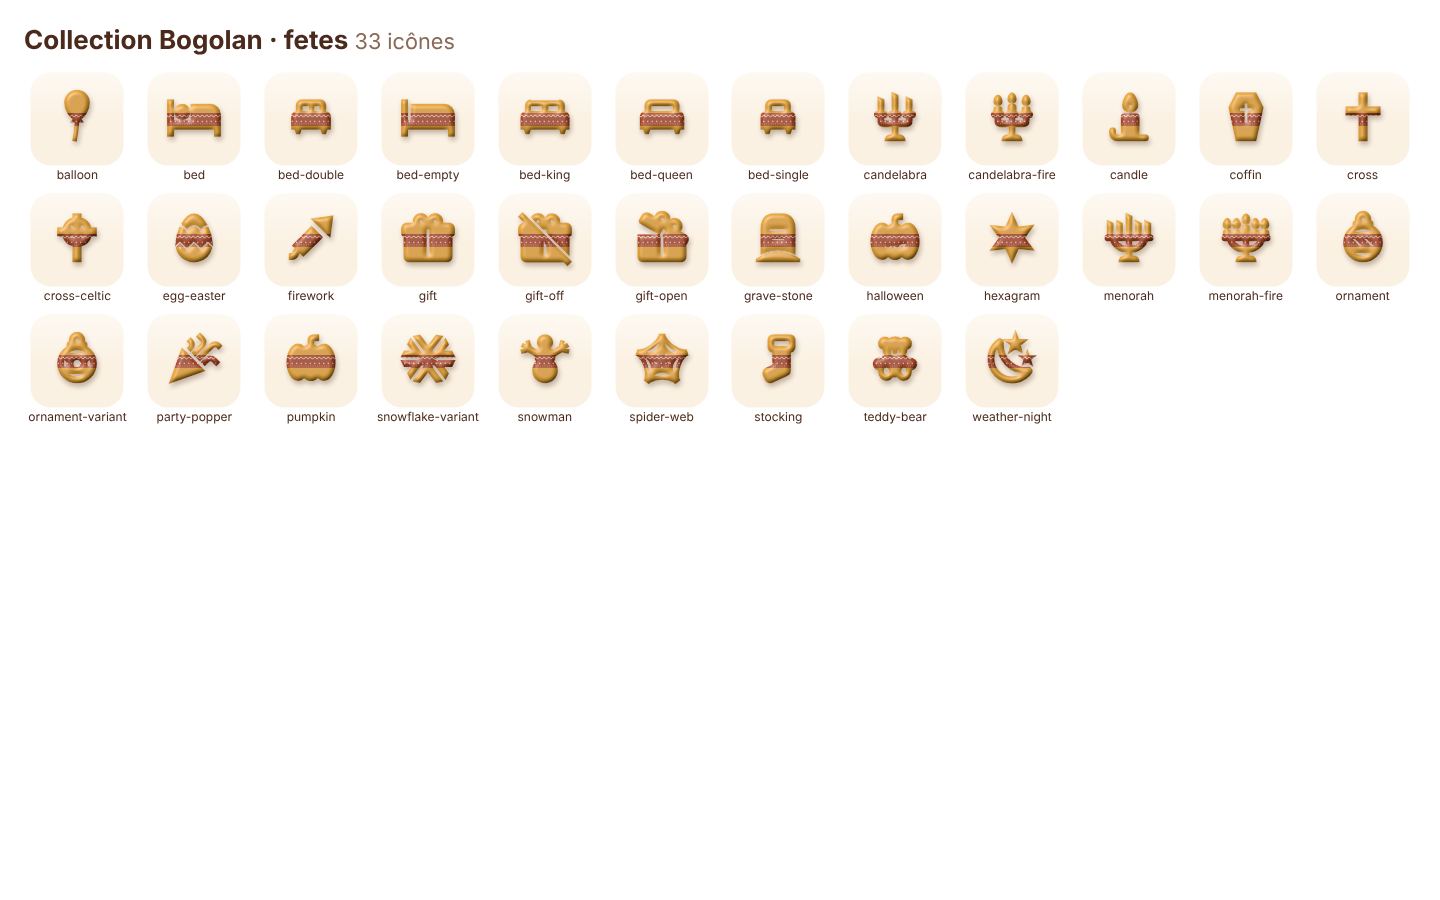 Collection Bogolan · fetes 33 icônes
balloon bed bed-double bed-empty bed-king bed-queen bed-single candelabra candelabra-fire candle coffin cross
cross-celtic egg-easter firework gift gift-off gift-open grave-stone halloween hexagram menorah menorah-fire ornament
ornament-variant party-popper pumpkin snowflake-variant snowman spider-web stocking teddy-bear weather-night